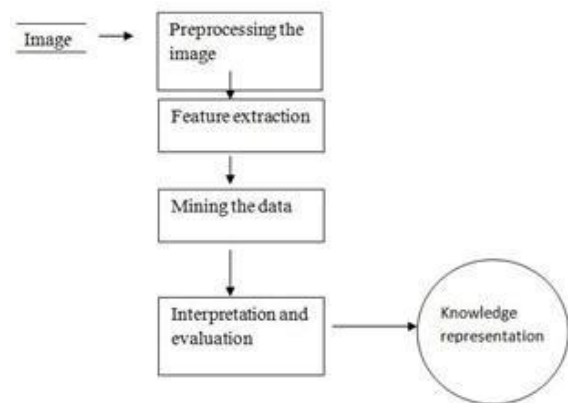 Image
Preprocessing the
image
Feature extraction
Mining the data
Interpretation and
evaluation
Knowledge
representation